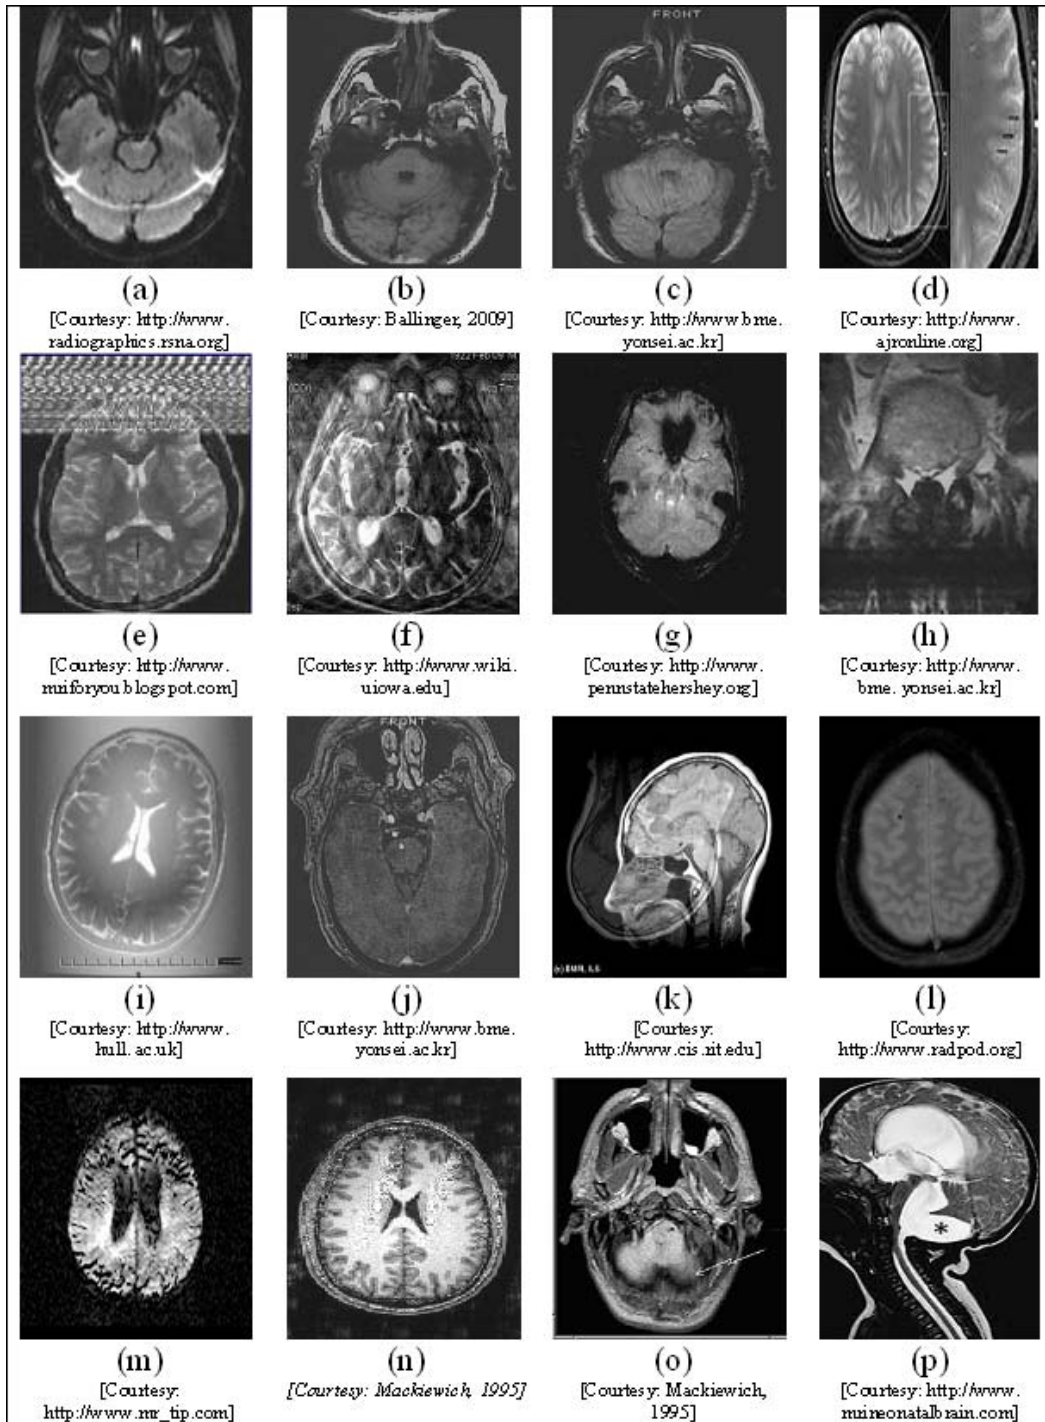 FRONT
(a)
(b)
(c)
(d)
[Courtesy: http://www.
radiographics.rsna.org]
[Courtesy: Ballinger, 2009]
[Courtesy: http://www.bme.
yonsei.ac.kr]
[Courtesy: http://www.
ajronline.org]
(e)
(f)
(g)
(h)
[Courtesy: http://www.
mriforyou.blogspot.com]
[Courtesy: http://www.wiki.
uiowa.edu]
[Courtesy: http://www.
pennstatehershey.org]
[Courtesy: http://www.
bme. yonsei.ac.kr]
FRONT
(i)
(j)
(k)
(l)
[Courtesy: http://www.
hull.ac.uk]
[Courtesy: http://www.bme.
yonsei.ac.kr]
[Courtesy:
http://www.cis.rit.edu]
[Courtesy:
http://www.radpod.org]
*
(m)
(n)
(o)
(p)
[Courtesy:
http://www.mr_tip.com]
[Courtesy: Mackiewich, 1995]
[Courtesy: Mackiewich,
1995]
[Courtesy: http://www.
mrineonatalbrain.com]